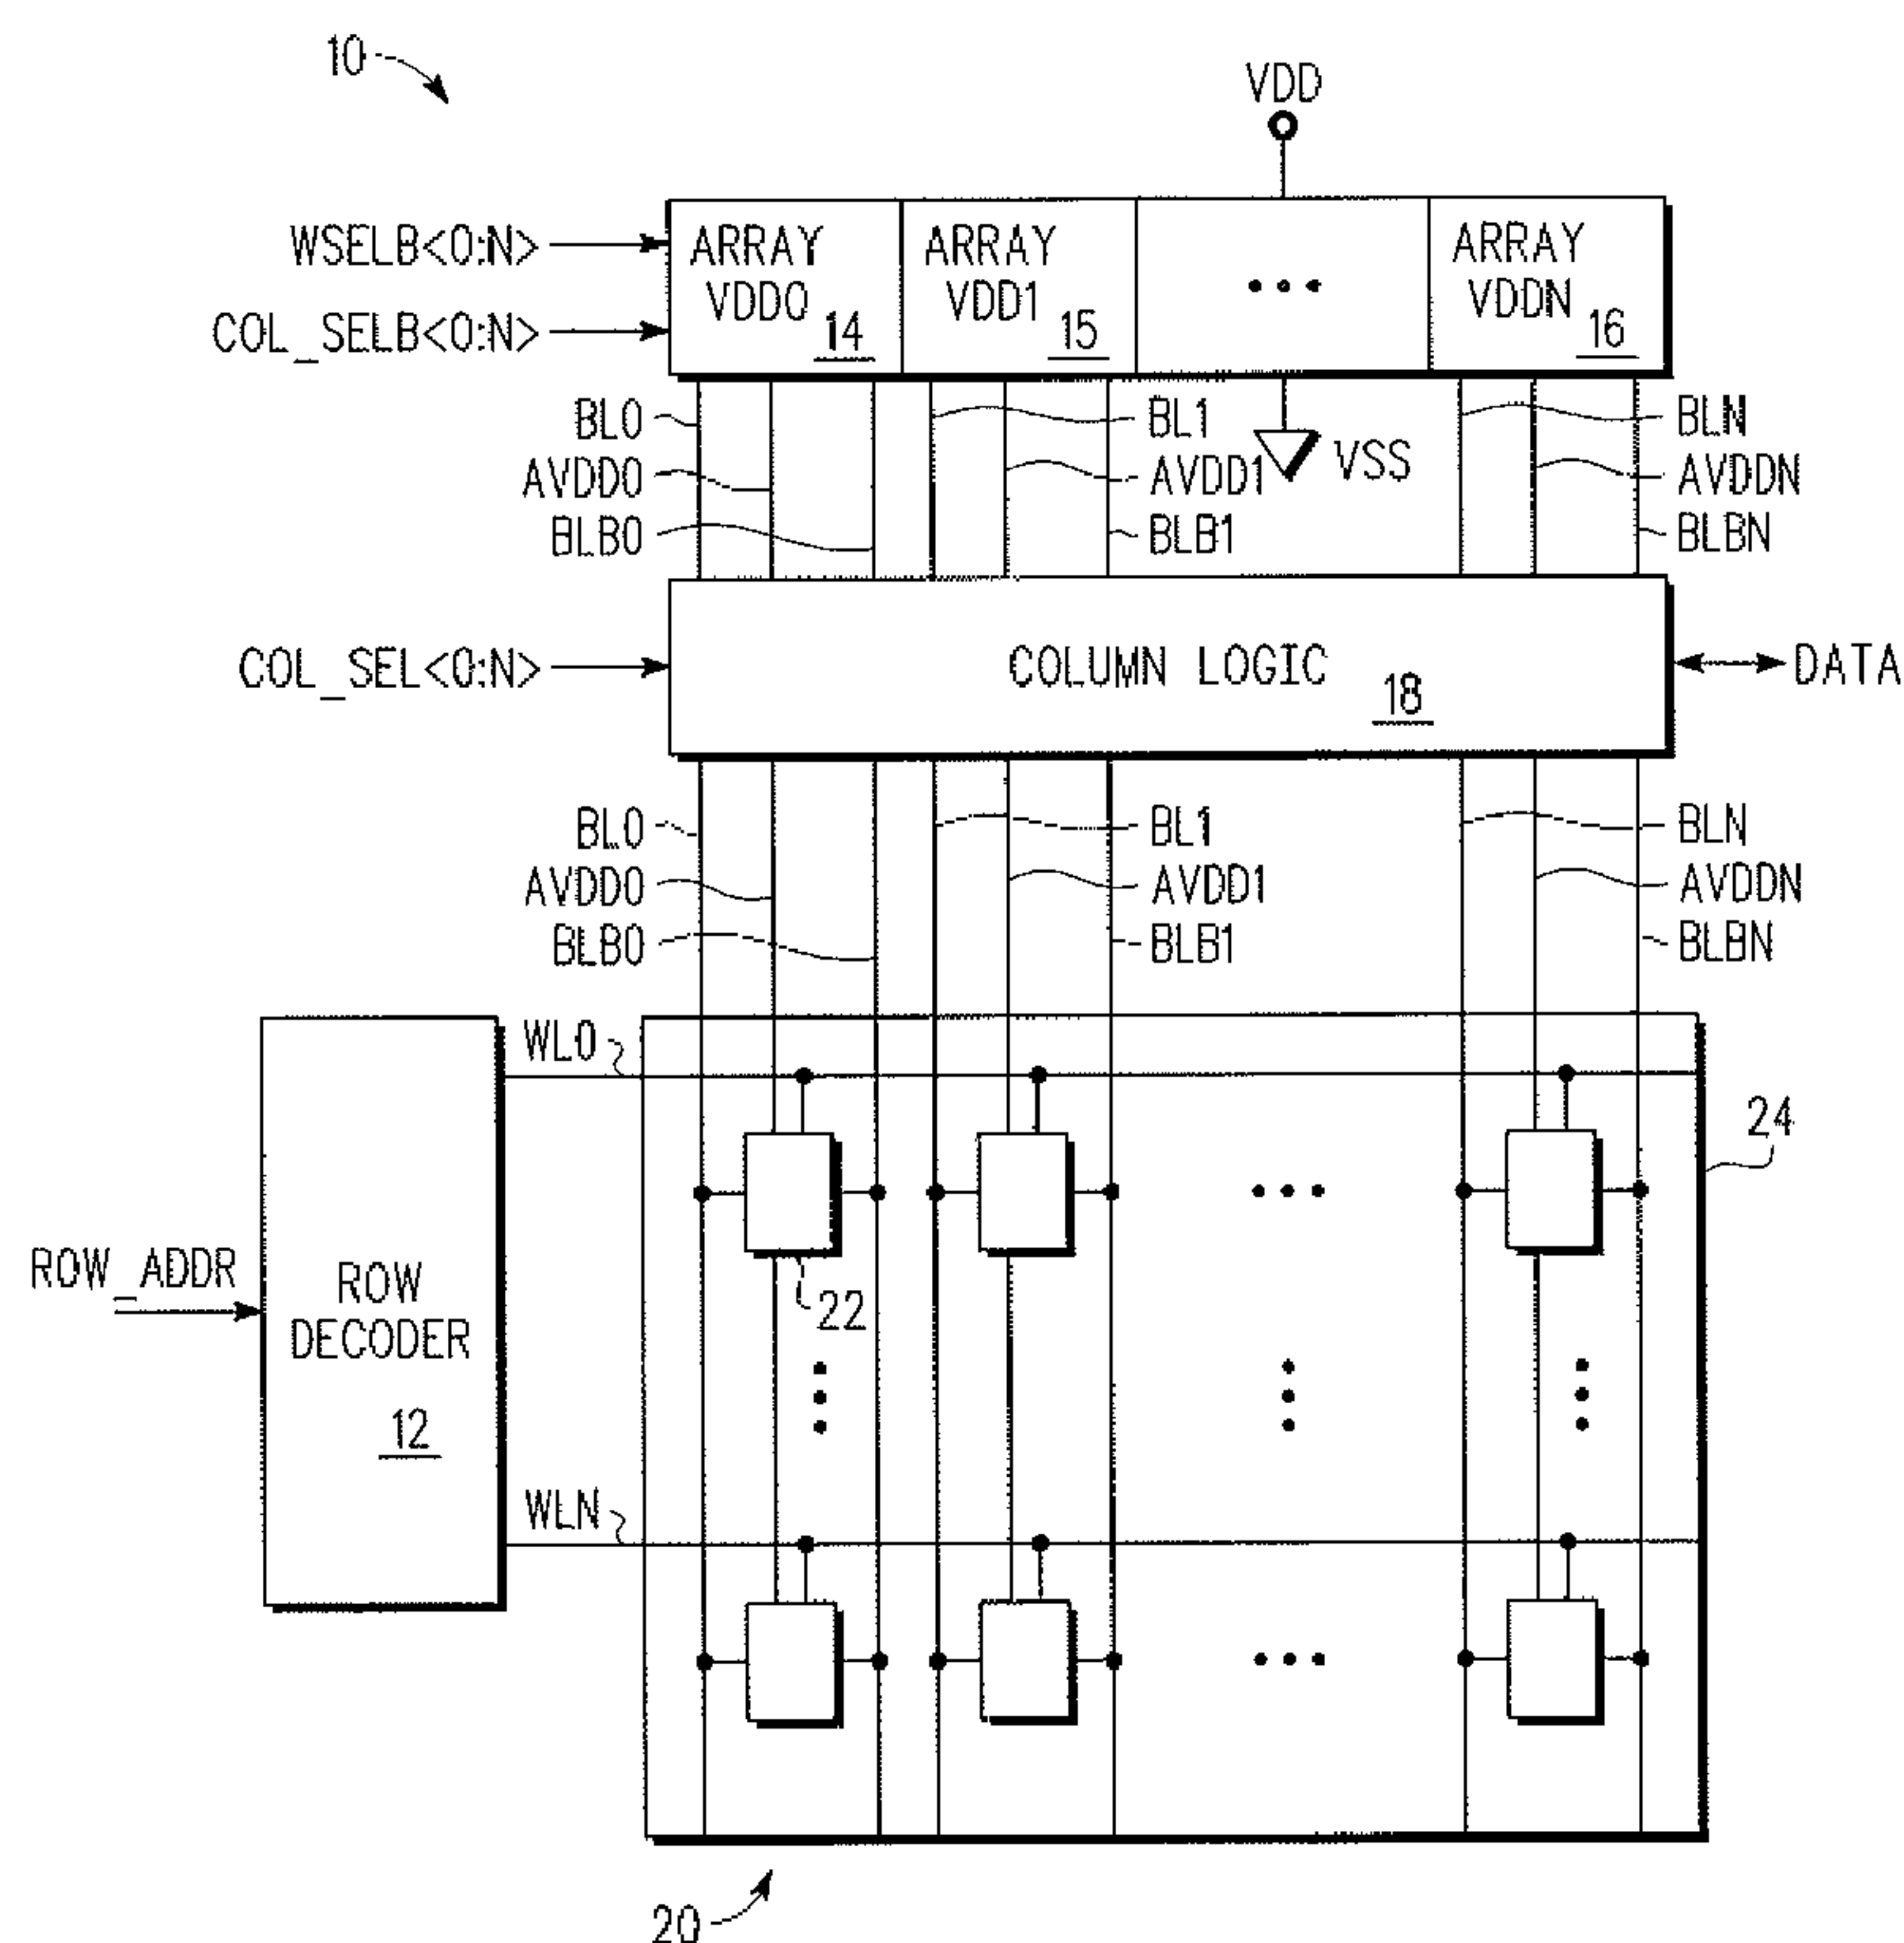 10
VDD
WSELB<0:N>
COL_SELB<0:N>
ARRAY
VDD0
14
ARRAY
VDD1
15
ARRAY
VDDN
16
BL0
AVDD0
BLB0
BL1
AVDD1
BLB1
VSS
BLN
AVDDN
BLBN
COL_SEL<0:N>
COLUMN LOGIC
18
DATA
BL0
AVDD0
BLB0
BL1
AVDD1
BLB1
BLN
AVDDN
BLBN
WL0
24
ROW_ADDR
ROW
DECODER
12
22
WLN
20